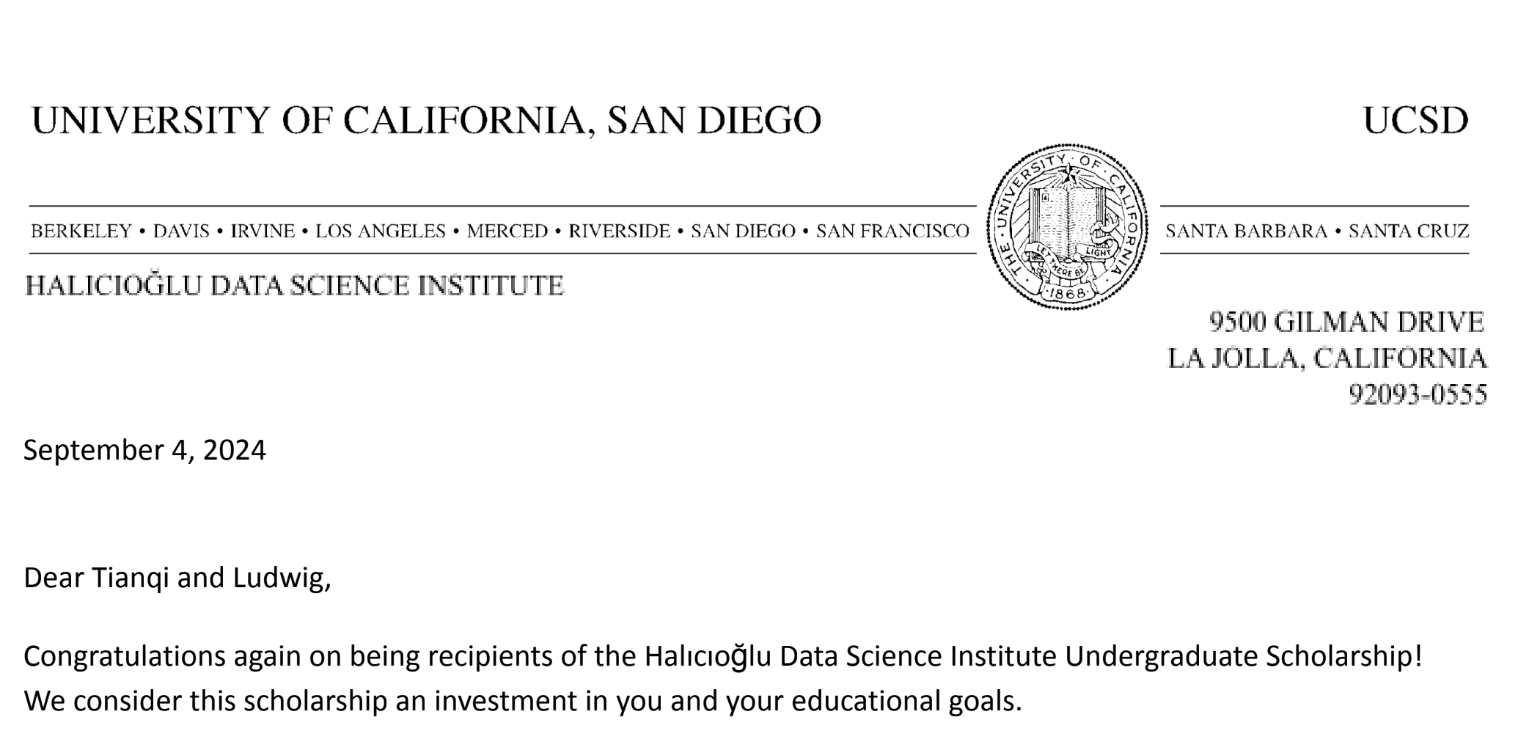 UNIVERSITY OF CALIFORNIA, SAN DIEGO
UCSD
BERKELEY • DAVIS • IRVINE • LOS ANGELES • MERCED • RIVERSIDE • SAN DIEGO • SAN FRANCISCO
SANTA BARBARA • SANTA CRUZ
THE · UNIVERSITY · OF · CALIFORNIA ·
LET THERE BE LIGHT
· 1868 ·
HALICIOĞLU DATA SCIENCE INSTITUTE
9500 GILMAN DRIVE
LA JOLLA, CALIFORNIA
92093-0555
September 4, 2024
Dear Tianqi and Ludwig,
Congratulations again on being recipients of the Halıcıoğlu Data Science Institute Undergraduate Scholarship!
We consider this scholarship an investment in you and your educational goals.